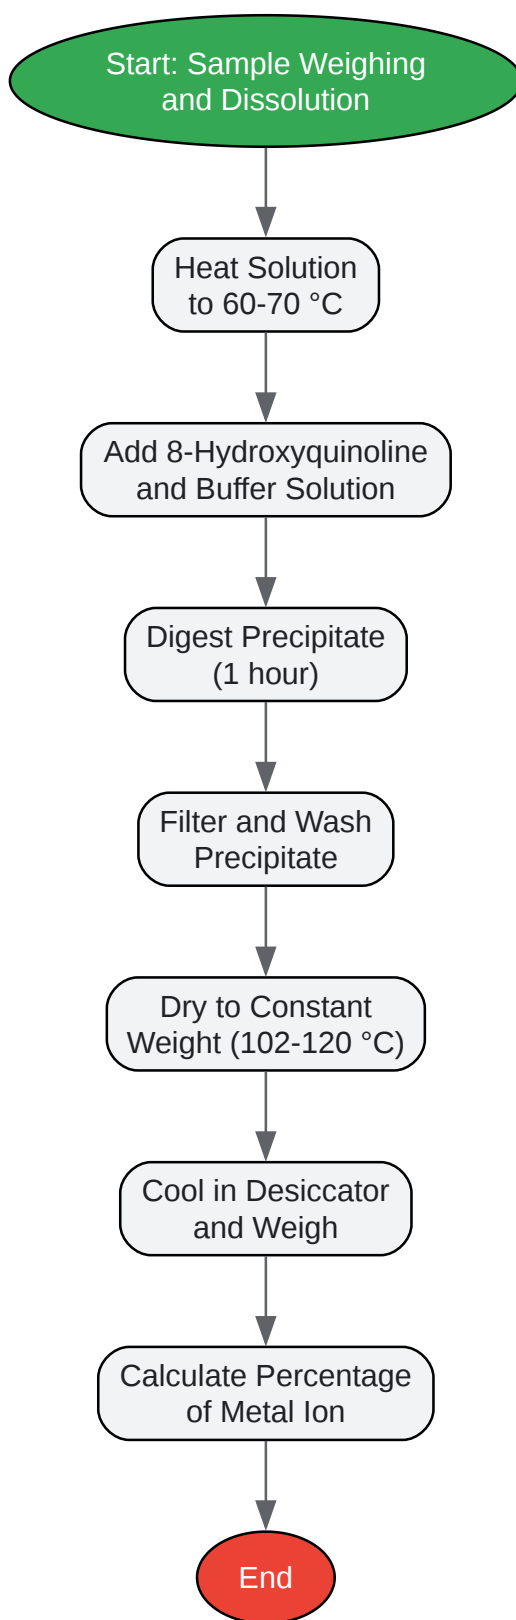 Start: Sample Weighing
and Dissolution
Heat Solution
to 60-70 °C
Add 8-Hydroxyquinoline
and Buffer Solution
Digest Precipitate
(1 hour)
Filter and Wash
Precipitate
Dry to Constant
Weight (102-120 °C)
Cool in Desiccator
and Weigh
Calculate Percentage
of Metal Ion
End